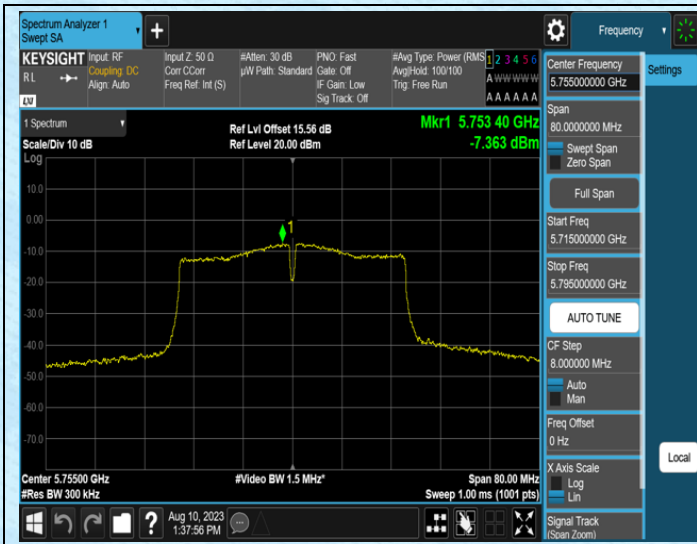 Spectrum Analyzer 1
Swept SA
+
Frequency
KEYSIGHT
RL
LXI
Input: RF
Coupling: DC
Align: Auto
Input Z: 50 Ω
Corr CCorr
Freq Ref: Int (S)
#Atten: 30 dB
µW Path: Standard
PNO: Fast
Gate: Off
IF Gain: Low
Sig Track: Off
#Avg Type: Power (RMS
Avg|Hold: 100/100
Trig: Free Run
1 2 3 4 5 6
A W W W W W
A A A A A A
1 Spectrum
Scale/Div 10 dB
Log
Ref Lvl Offset 15.56 dB
Ref Level 20.00 dBm
Mkr1 5.753 40 GHz
-7.363 dBm
10.0
0.00
-10.0
-20.0
-30.0
-40.0
-50.0
-60.0
-70.0
1
Center 5.75500 GHz
#Res BW 300 kHz
#Video BW 1.5 MHz*
Span 80.00 MHz
Sweep 1.00 ms (1001 pts)
Center Frequency
5.755000000 GHz
Span
80.0000000 MHz
Swept Span
Zero Span
Full Span
Start Freq
5.715000000 GHz
Stop Freq
5.795000000 GHz
AUTO TUNE
CF Step
8.000000 MHz
Auto
Man
Freq Offset
0 Hz
X Axis Scale
Log
Lin
Signal Track
(Span Zoom)
Settings
Local
?
Aug 10, 2023
1:37:56 PM